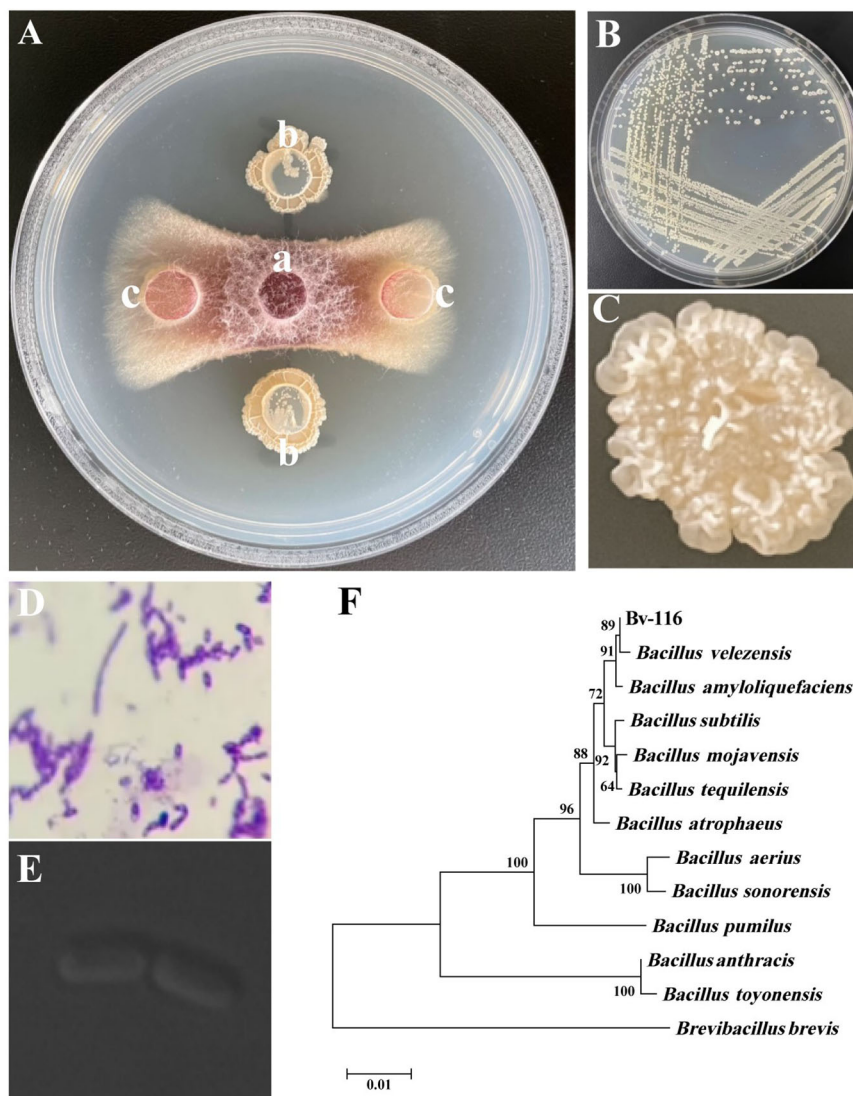 A
b
a
c
c
b
B
C
D
E
F
Bv-116
89
Bacillus velezensis
91
Bacillus amyloliquefaciens
72
Bacillus subtilis
88
Bacillus mojavensis
92
Bacillus tequilensis
64
96
Bacillus atrophaeus
Bacillus aerius
100
100
Bacillus sonorensis
Bacillus pumilus
Bacillus anthracis
100
Bacillus toyonensis
Brevibacillus brevis
0.01